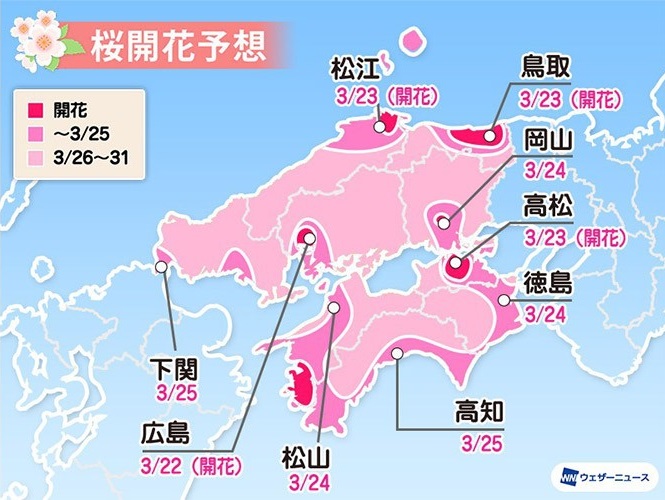 桜開花予想
開花
～3/25
3/26～31
松江
3/23（開花）
鳥取
3/23（開花）
岡山
3/24
高松
3/23（開花）
徳島
3/24
下関
3/25
広島
3/22（開花）
松山
3/24
高知
3/25
WNI ウェザーニュース